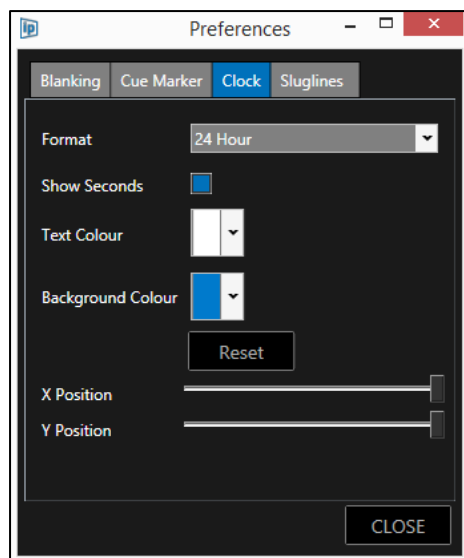 ip
Preferences
Blanking Cue Marker Clock Sluglines
Format 24 Hour
Show Seconds
Text Colour
Background Colour
Reset
X Position
Y Position
CLOSE